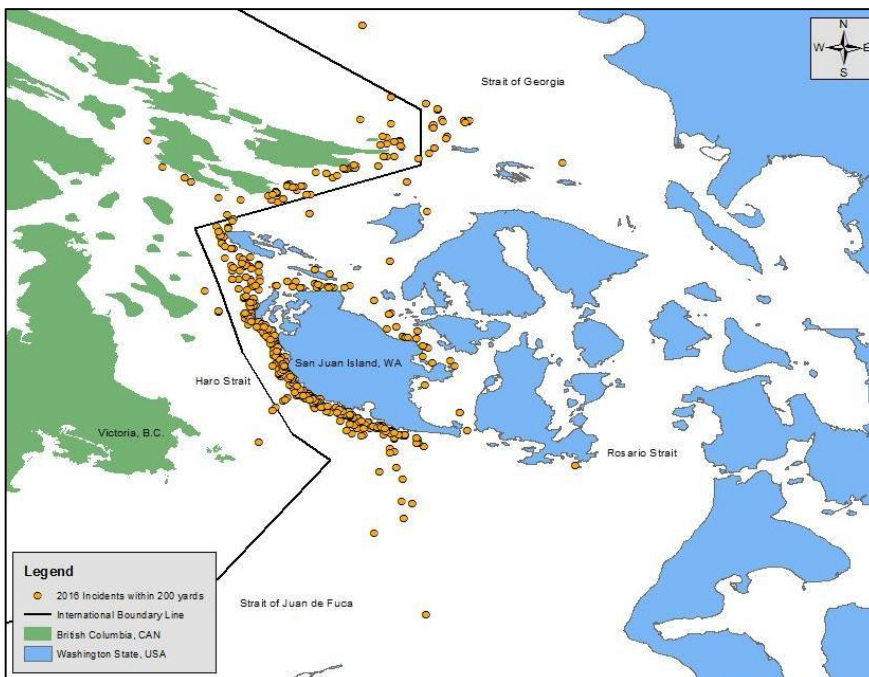 N
W E
S
Strait of Georgia
San Juan Island, WA
Haro Strait
Victoria, B.C.
Rosario Strait
Strait of Juan de Fuca
Legend
2016 Incidents within 200 yards
International Boundary Line
British Columbia, CAN
Washington State, USA